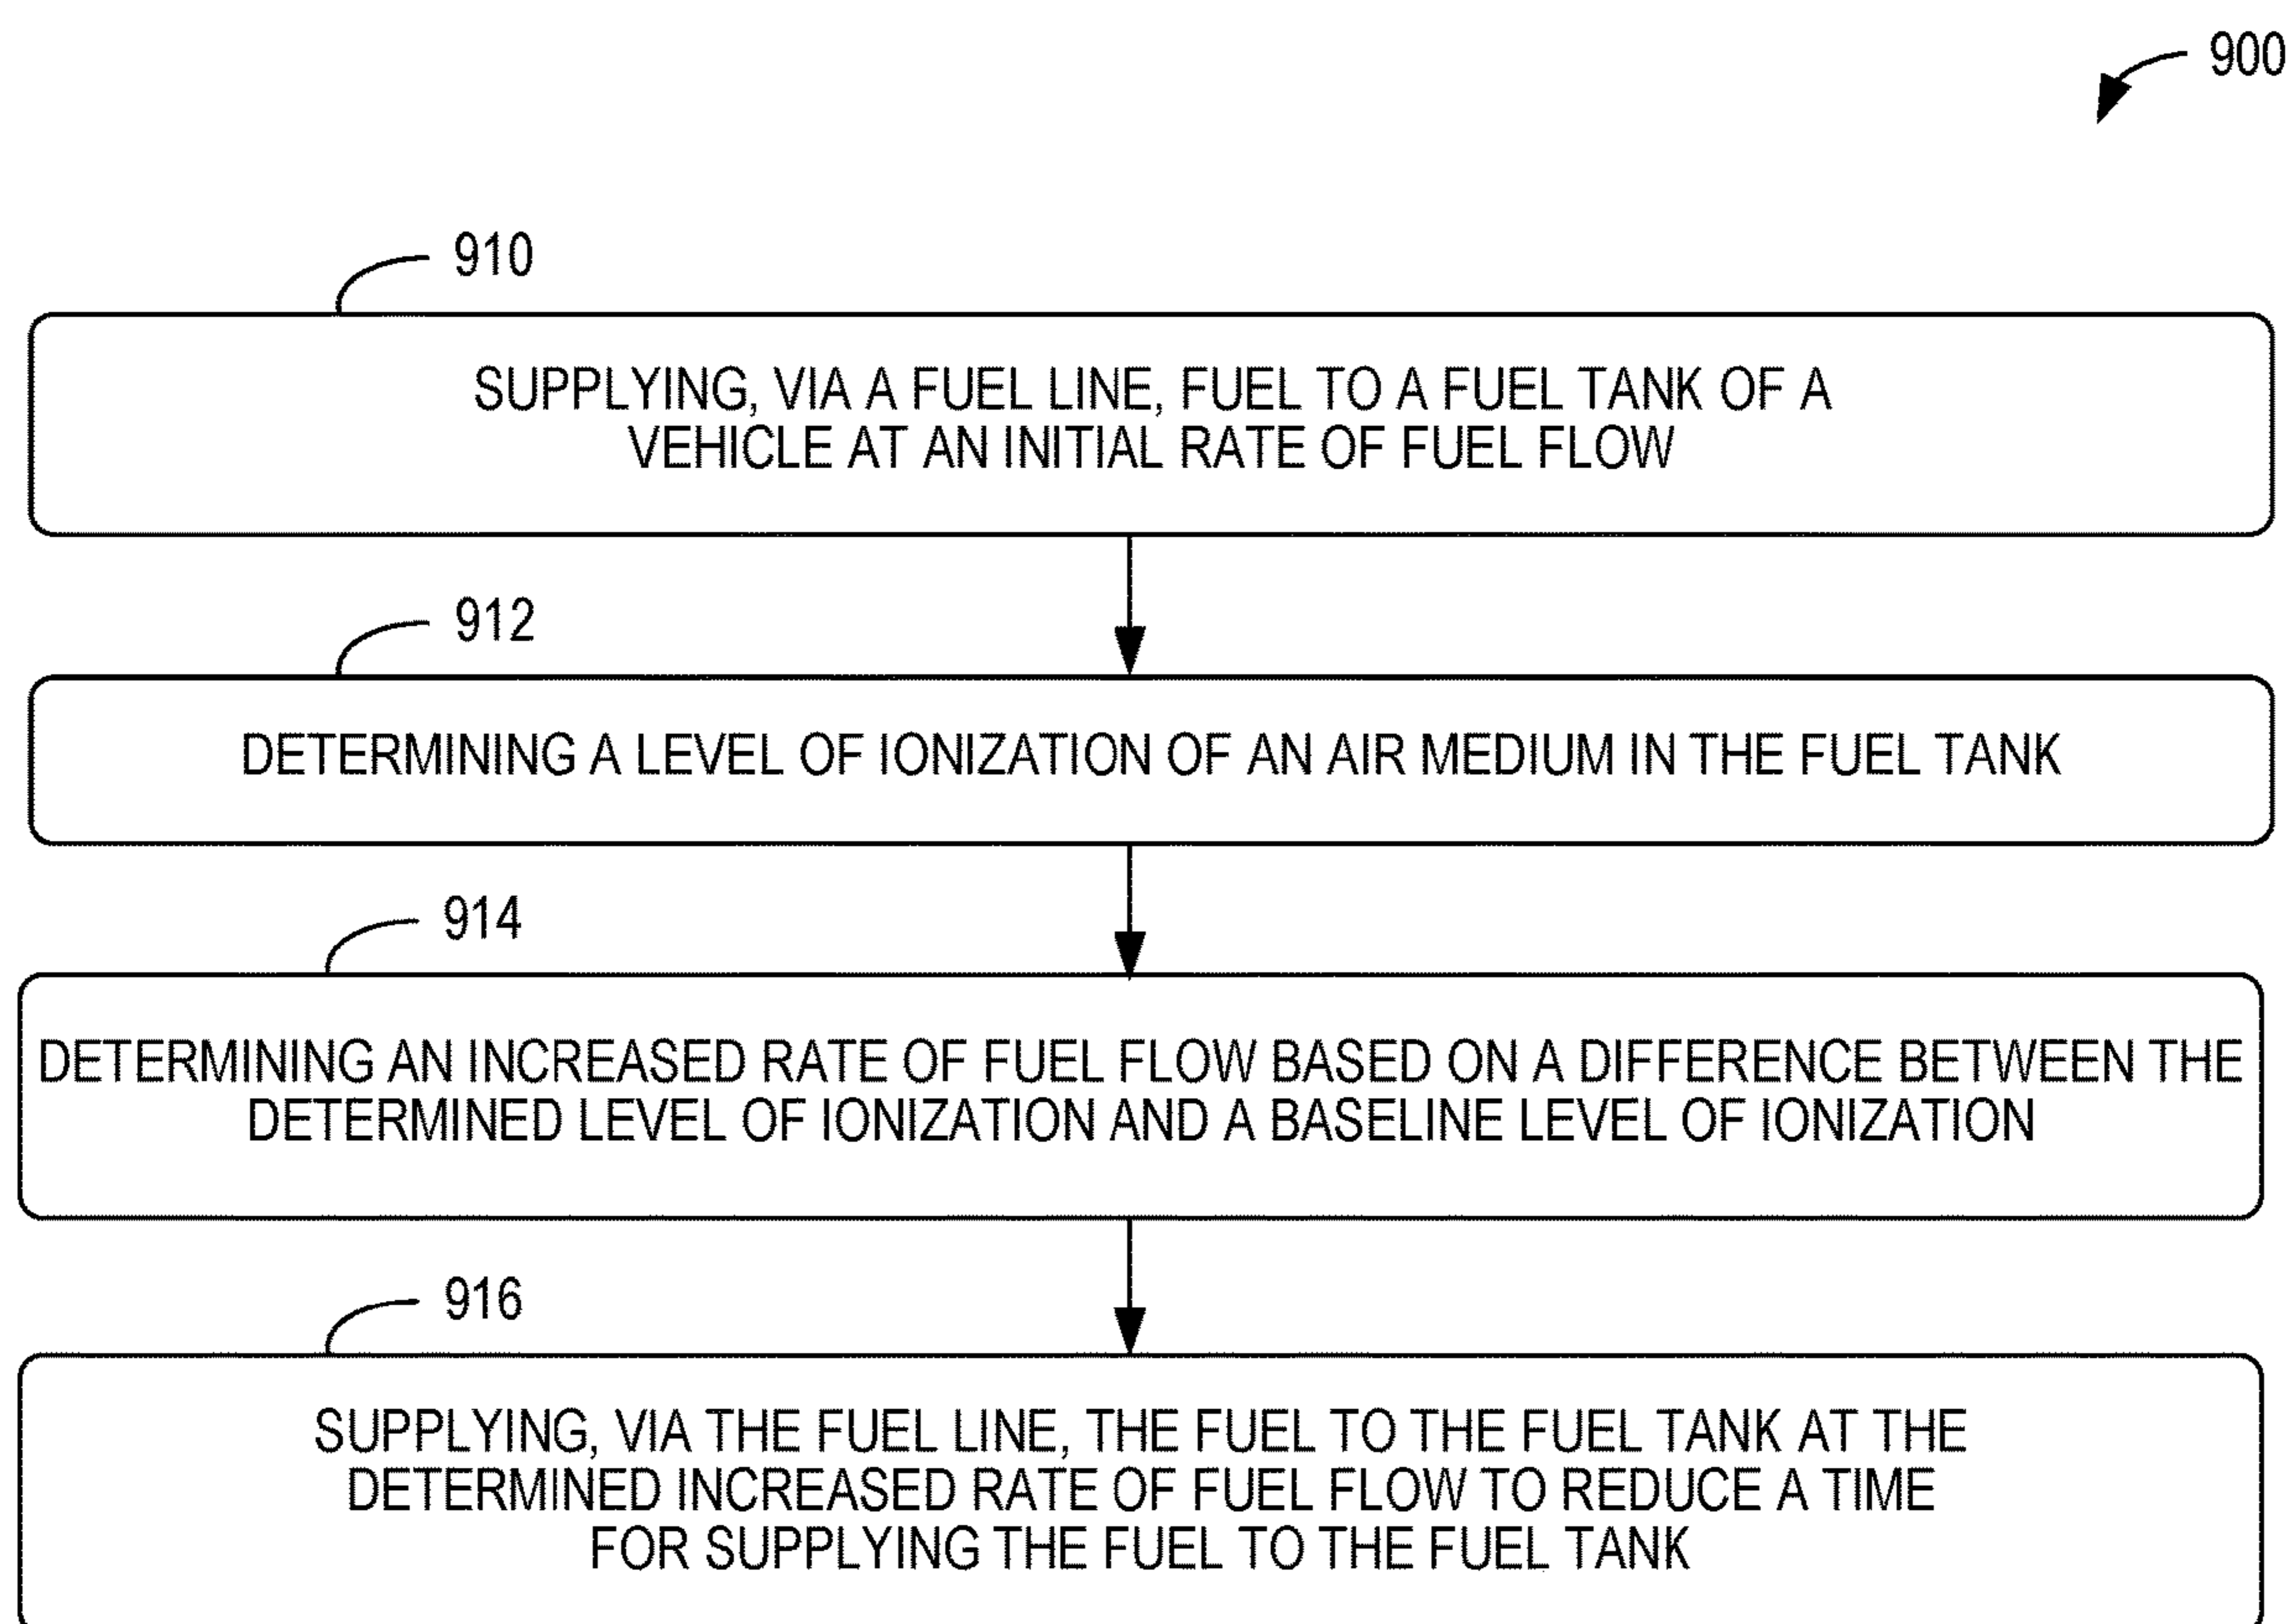 900
910
SUPPLYING, VIA A FUEL LINE, FUEL TO A FUEL TANK OF A
VEHICLE AT AN INITIAL RATE OF FUEL FLOW
912
DETERMINING A LEVEL OF IONIZATION OF AN AIR MEDIUM IN THE FUEL TANK
914
DETERMINING AN INCREASED RATE OF FUEL FLOW BASED ON A DIFFERENCE BETWEEN THE
DETERMINED LEVEL OF IONIZATION AND A BASELINE LEVEL OF IONIZATION
916
SUPPLYING, VIA THE FUEL LINE, THE FUEL TO THE FUEL TANK AT THE
DETERMINED INCREASED RATE OF FUEL FLOW TO REDUCE A TIME
FOR SUPPLYING THE FUEL TO THE FUEL TANK